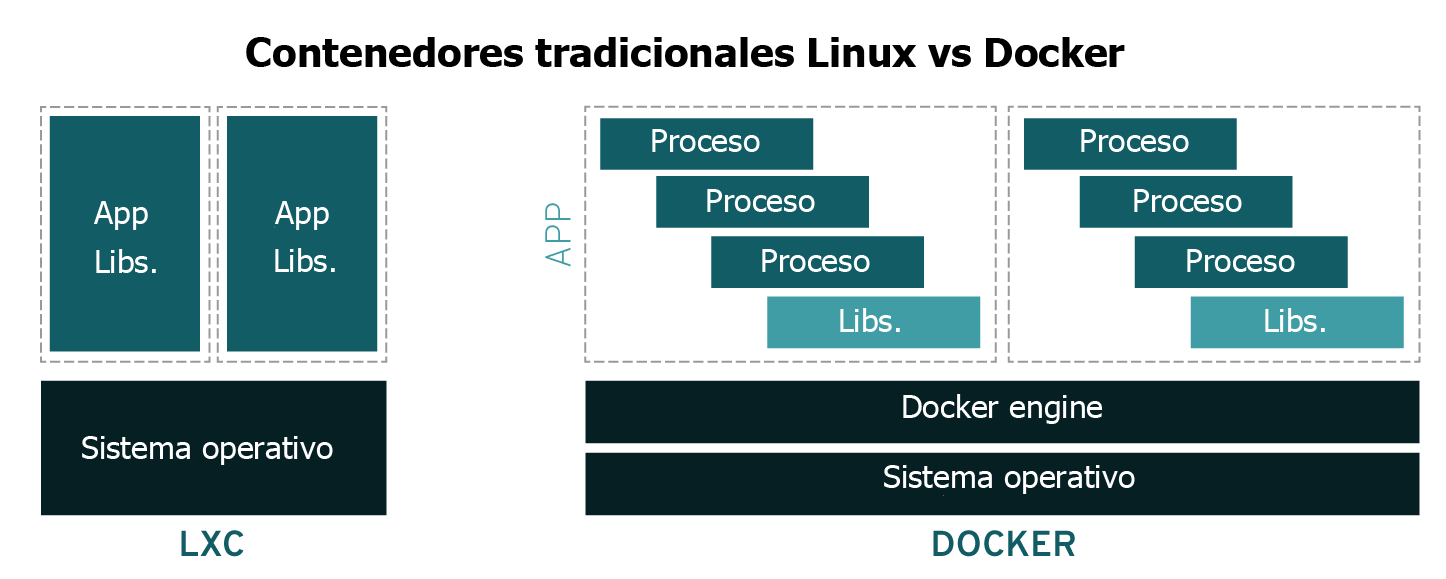 Contenedores tradicionales Linux vs Docker
App
Libs.
App
Libs.
Sistema operativo
LXC
APP
Proceso
Proceso
Proceso
Libs.
Proceso
Proceso
Proceso
Libs.
Docker engine
Sistema operativo
DOCKER